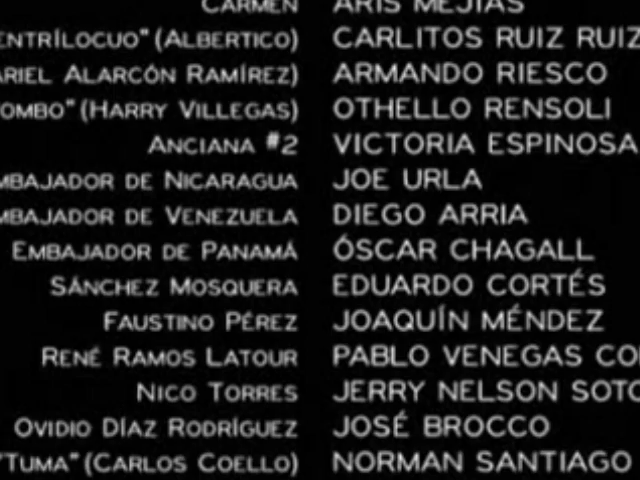 CARMEN ARIS MEJIAS
ENTRÍLOCUO" (ALBERTICO) CARLITOS RUIZ RUIZ
ARIEL ALARCÓN RAMÍREZ) ARMANDO RIESCO
OMBO" (HARRY VILLEGAS) OTHELLO RENSOLI
ANCIANA #2 VICTORIA ESPINOSA
MBAJADOR DE NICARAGUA JOE URLA
MBAJADOR DE VENEZUELA DIEGO ARRIA
EMBAJADOR DE PANAMÁ ÓSCAR CHAGALL
SÁNCHEZ MOSQUERA EDUARDO CORTÉS
FAUSTINO PÉREZ JOAQUÍN MÉNDEZ
RENÉ RAMOS LATOUR PABLO VENEGAS CO
NICO TORRES JERRY NELSON SOTO
OVIDIO DÍAZ RODRÍGUEZ JOSÉ BROCCO
"TUMA" (CARLOS COELLO) NORMAN SANTIAGO